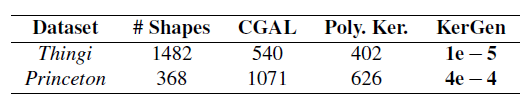 Dataset # Shapes CGAL Poly. Ker. KerGen
Thingi 1482 540 402 1e – 5
Princeton 368 1071 626 4e – 4